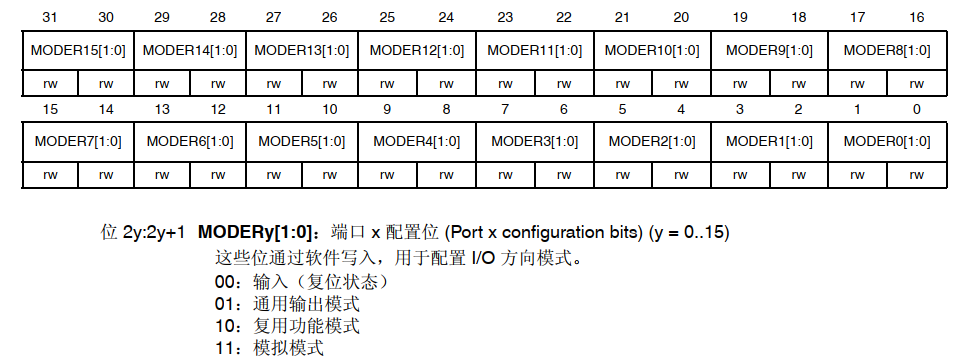 31 30 29 28 27 26 25 24 23 22 21 20 19 18 17 16
MODER15[1:0] MODER14[1:0] MODER13[1:0] MODER12[1:0] MODER11[1:0] MODER10[1:0] MODER9[1:0] MODER8[1:0]
rw rw rw rw rw rw rw rw rw rw rw rw rw rw rw rw
15 14 13 12 11 10 9 8 7 6 5 4 3 2 1 0
MODER7[1:0] MODER6[1:0] MODER5[1:0] MODER4[1:0] MODER3[1:0] MODER2[1:0] MODER1[1:0] MODER0[1:0]
rw rw rw rw rw rw rw rw rw rw rw rw rw rw rw rw
位 2y:2y+1 MODERy[1:0]：端口 x 配置位 (Port x configuration bits) (y = 0..15)
这些位通过软件写入，用于配置 I/O 方向模式。
00：输入（复位状态）
01：通用输出模式
10：复用功能模式
11：模拟模式